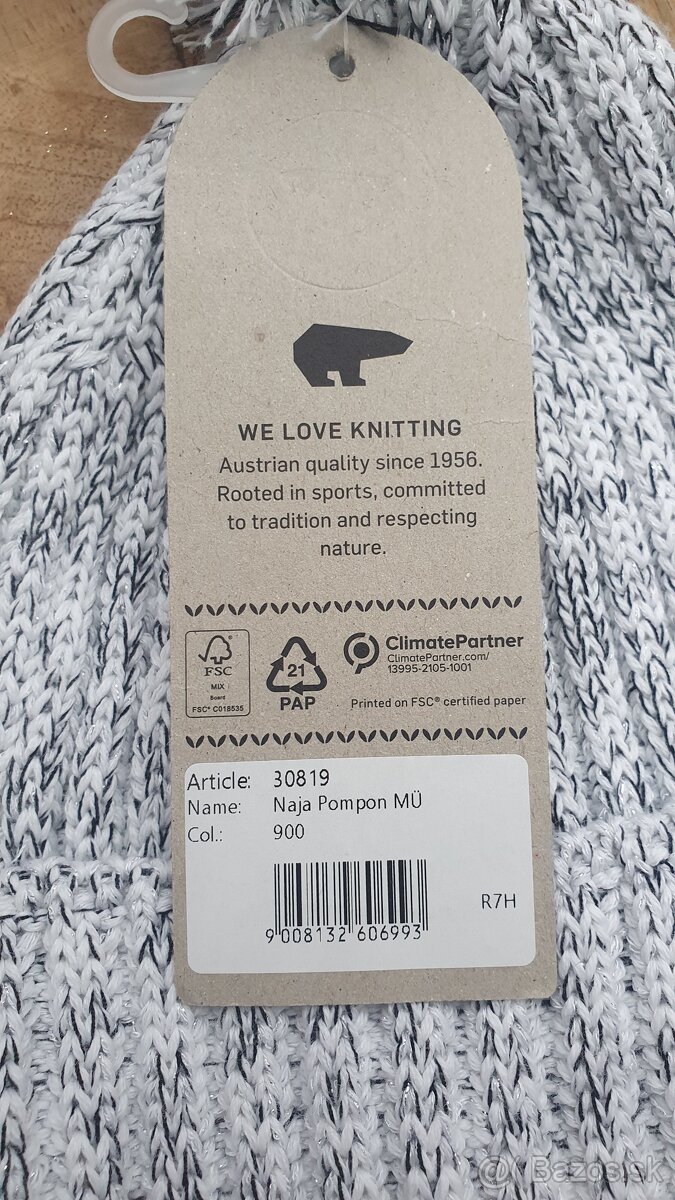 WE LOVE KNITTING
Austrian quality since 1956.
Rooted in sports, committed
to tradition and respecting
nature.
FSC®
MIX
Board
FSC® C018535
21
PAP
ClimatePartner
ClimatePartner.com/
13995-2105-1001
Printed on FSC® certified paper
Article: 30819
Name: Naja Pompon MÜ
Col.: 900
R7H
9 008132 606993
@ Bazos.sk